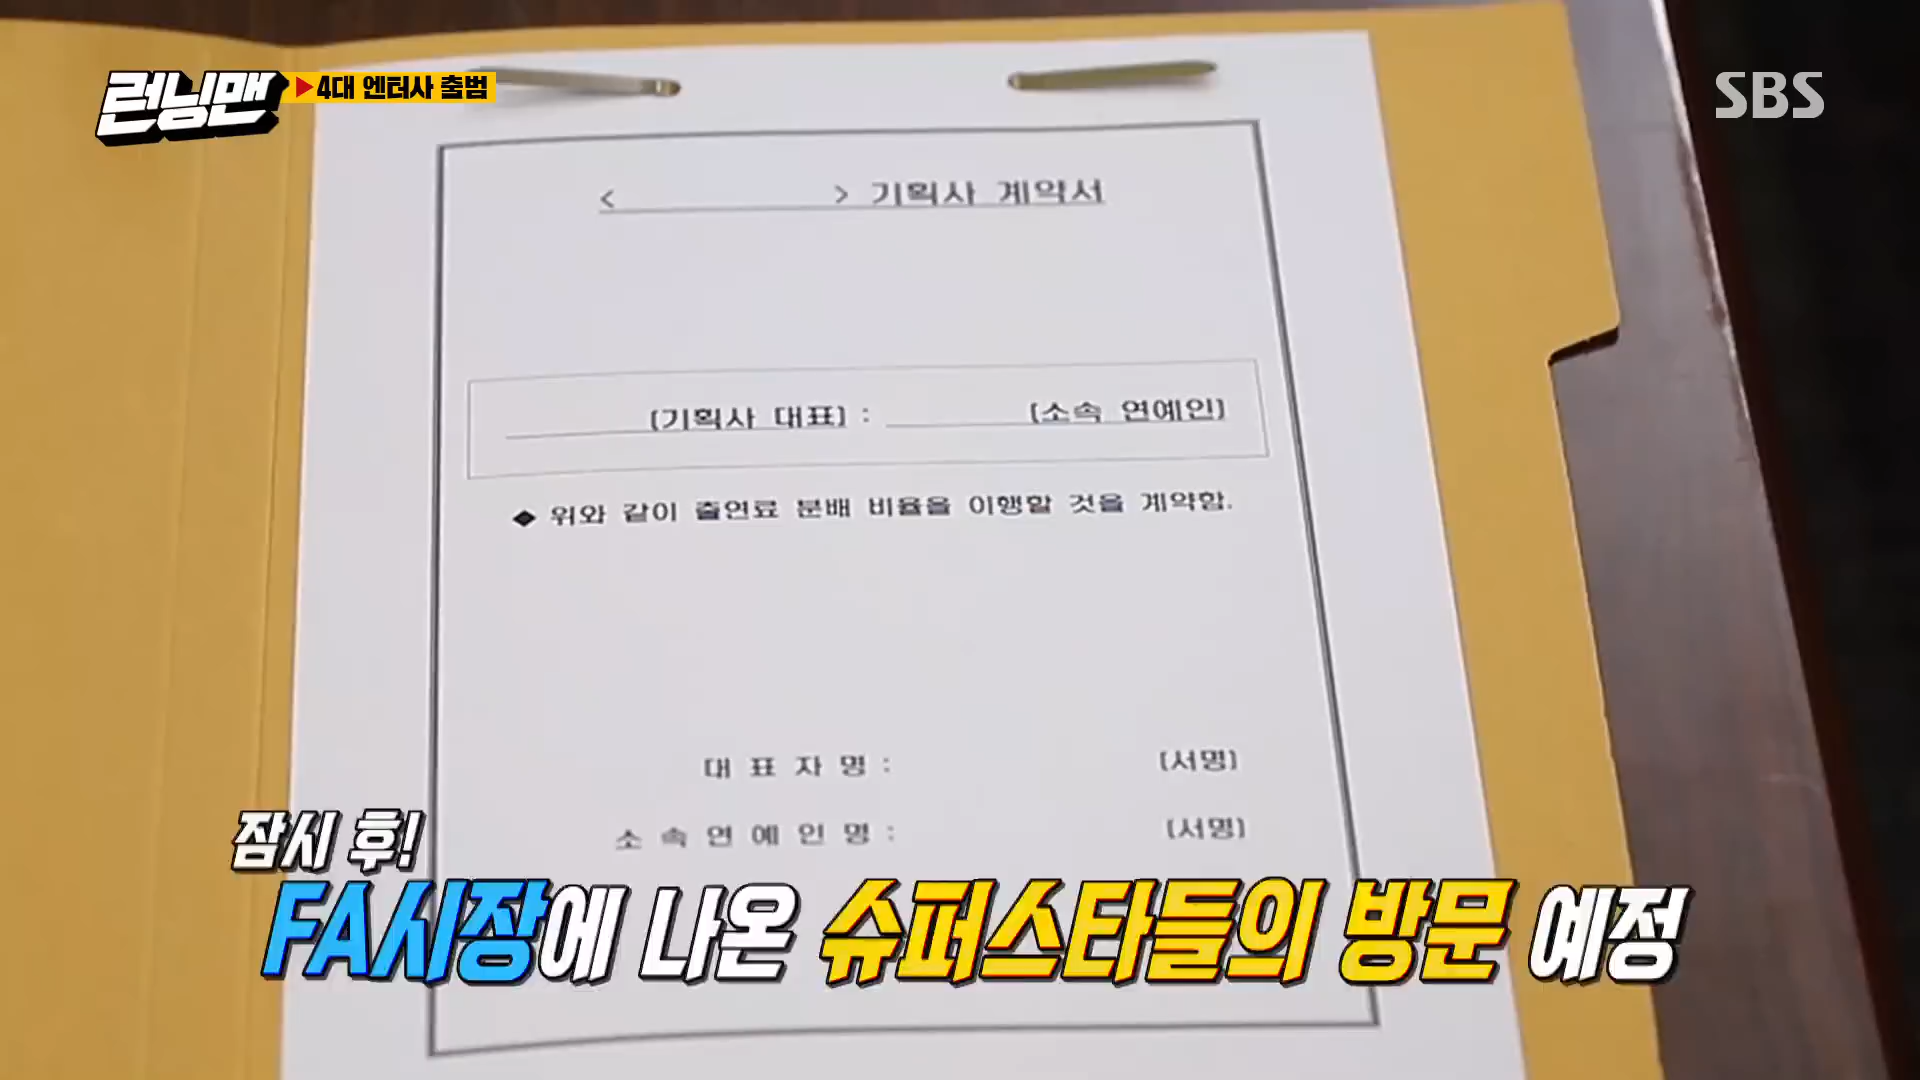 런닝맨
▶4대 엔터사 출범
SBS
< > 기획사 계약서
[기획사 대표] : [소속 연예인]
◆ 위와 같이 출연료 분배 비율을 이행할 것을 계약함.
대 표 자 명 : [서명]
소 속 연 예 인 명 : [서명]
잠시 후!
FA시장에 나온 슈퍼스타들의 방문 예정